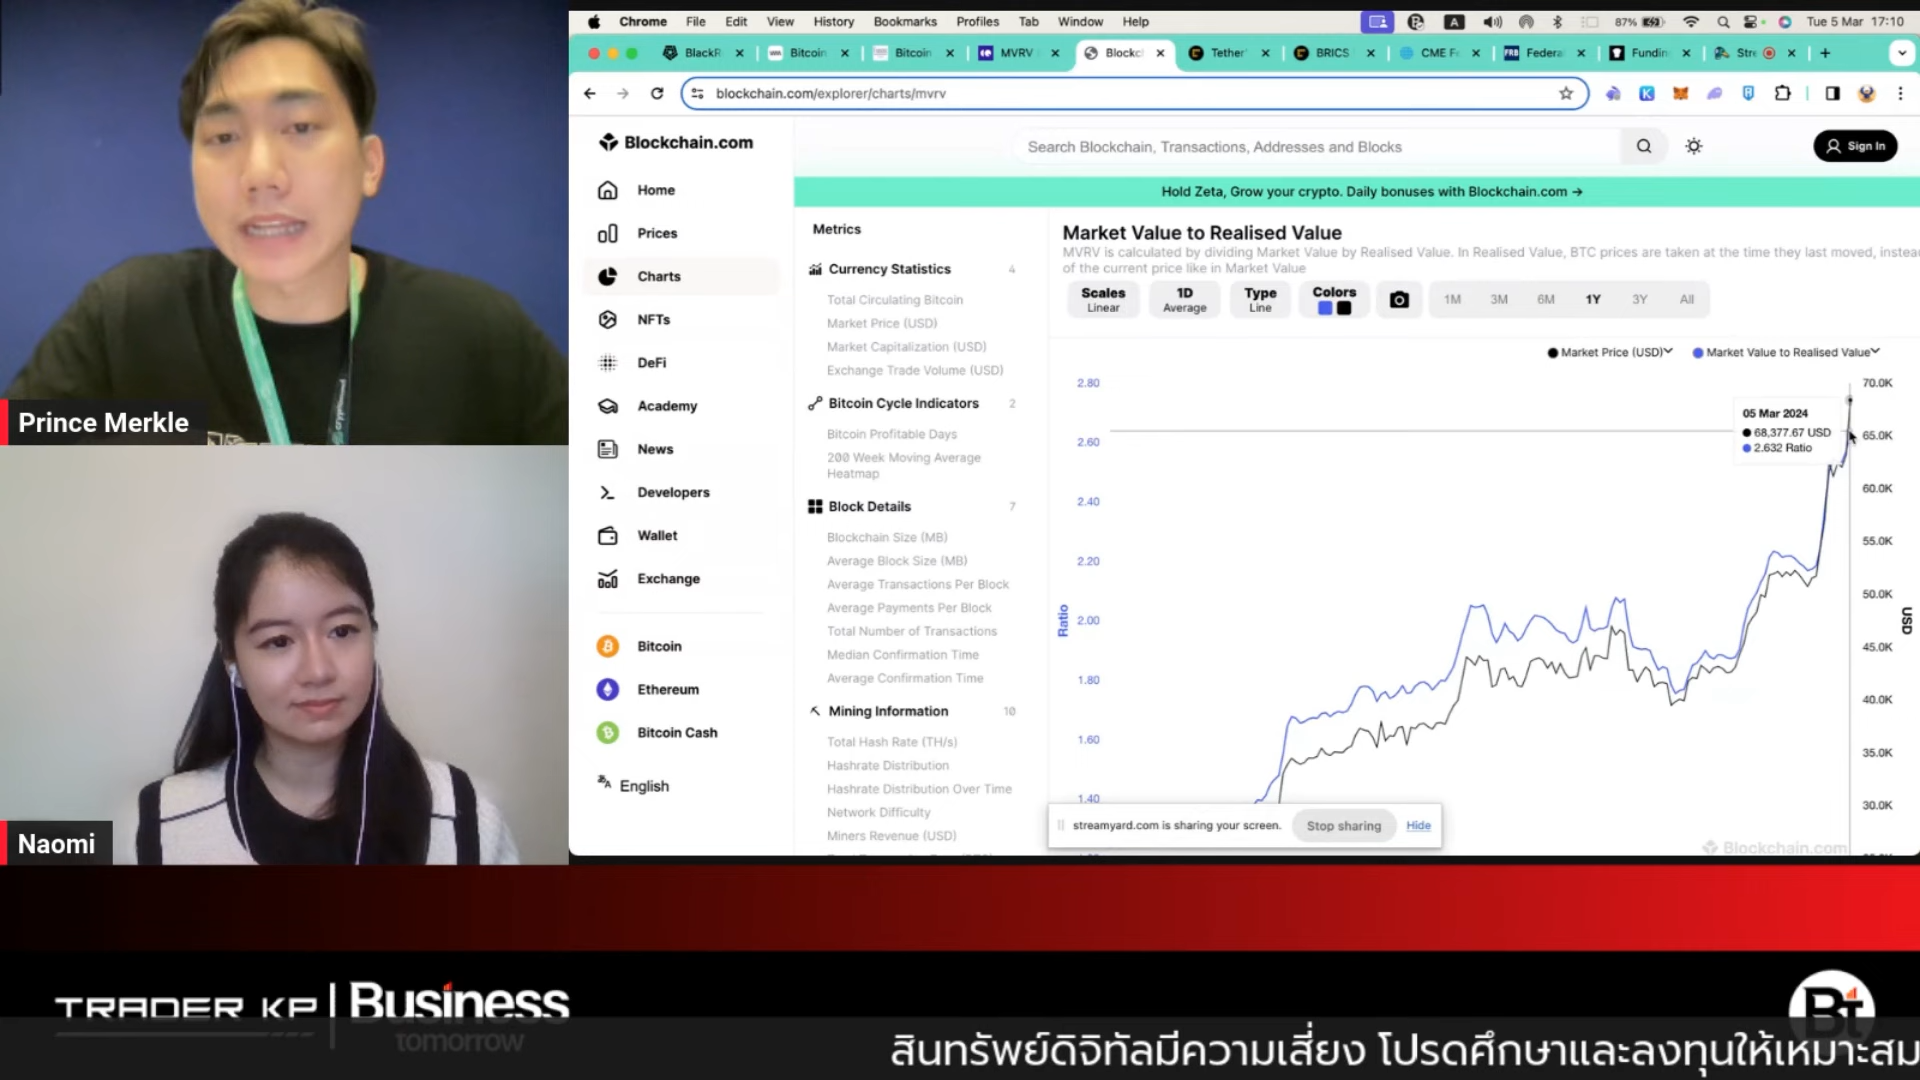 Chrome File Edit View History Bookmarks Profiles Tab Window Help
87% Tue 5 Mar 17:10
BlackR Bitcoin Bitcoin MVRV Blockc Tether' BRICS CME F Federa Fundin Stre
blockchain.com/explorer/charts/mvrv
Blockchain.com
Home
Prices
Charts
NFTs
DeFi
Academy
News
Developers
Wallet
Exchange
Bitcoin
Ethereum
Bitcoin Cash
English
Search Blockchain, Transactions, Addresses and Blocks
Sign In
Hold Zeta, Grow your crypto. Daily bonuses with Blockchain.com →
Metrics
Currency Statistics 4
Total Circulating Bitcoin
Market Price (USD)
Market Capitalization (USD)
Exchange Trade Volume (USD)
Bitcoin Cycle Indicators 2
Bitcoin Profitable Days
200 Week Moving Average
Heatmap
Block Details 7
Blockchain Size (MB)
Average Block Size (MB)
Average Transactions Per Block
Average Payments Per Block
Total Number of Transactions
Median Confirmation Time
Average Confirmation Time
Mining Information 10
Total Hash Rate (TH/s)
Hashrate Distribution
Hashrate Distribution Over Time
Network Difficulty
Miners Revenue (USD)
Market Value to Realised Value
MVRV is calculated by dividing Market Value by Realised Value. In Realised Value, BTC prices are taken at the time they last moved, instea
of the current price like in Market Value
Scales
Linear
1D
Average
Type
Line
Colors
1M 3M 6M 1Y 3Y All
Market Price (USD) Market Value to Realised Value
2.80
2.60
2.40
2.20
2.00
1.80
1.60
1.40
Ratio
05 Mar 2024
68,377.67 USD
2.632 Ratio
70.0K
65.0K
60.0K
55.0K
50.0K
45.0K
40.0K
35.0K
30.0K
USD
streamyard.com is sharing your screen. Stop sharing Hide
Blockchain.com
Prince Merkle
Naomi
TRADER KP | Business
tomorrow
Bt
สินทรัพย์ดิจิทัลมีความเสี่ยง โปรดศึกษาและลงทุนให้เหมาะสม